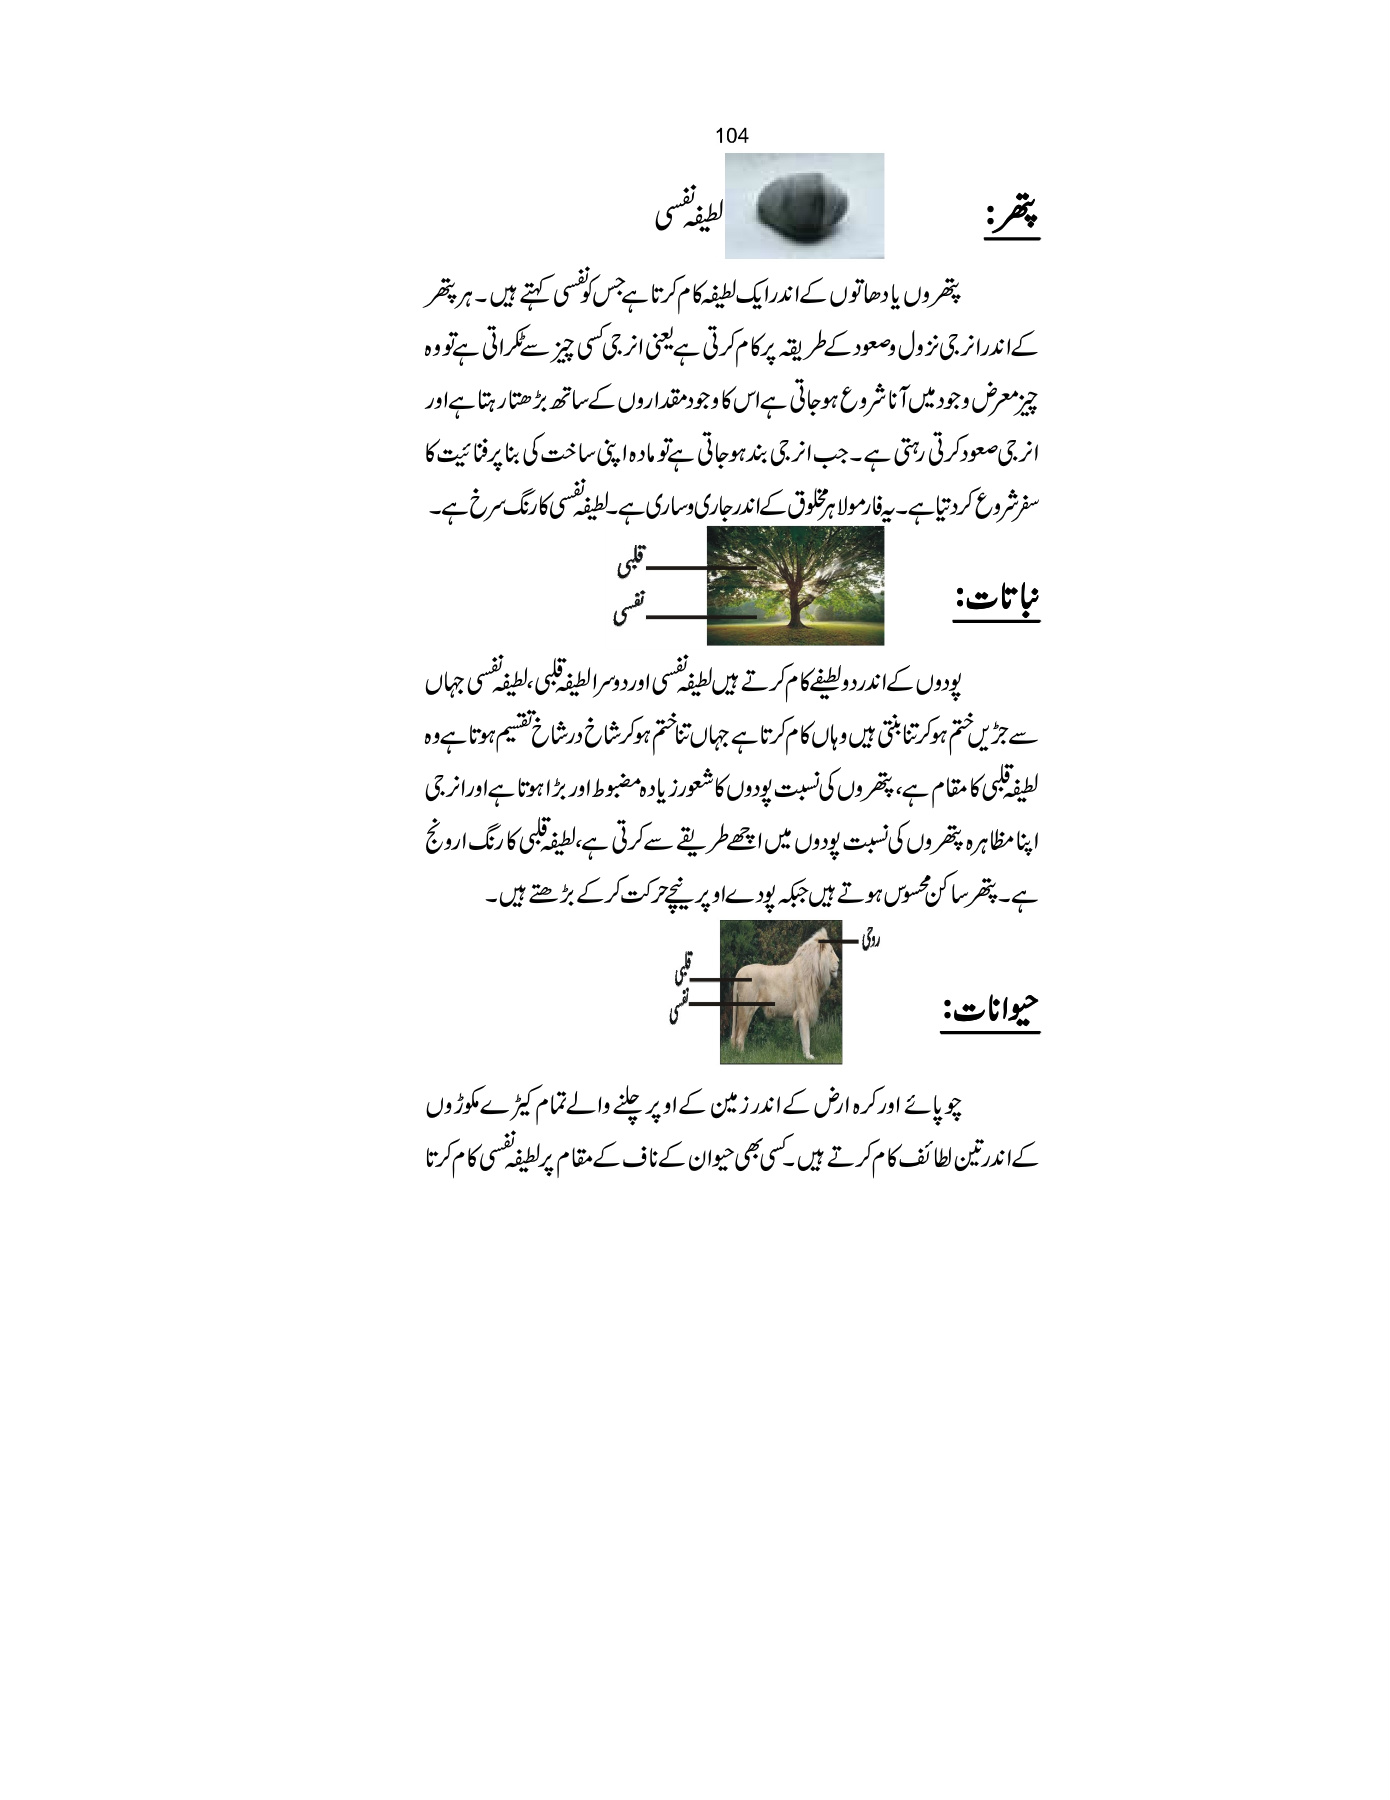 104
پتھر:
لطیفہ نفسی
پتھروں یا دھاتوں کے اندر ایک لطیفہ کام کرتا ہے جس کو نفسی کہتے ہیں ۔ ہر پتھر
کے اندر انرجی نزول وصعود کے طریقہ پر کام کرتی ہے یعنی انرجی کسی چیز سے ٹکراتی ہے تو وہ
چیز معرض وجود میں آنا شروع ہوجاتی ہے اس کا وجود مقداروں کے ساتھ بڑھتا رہتا ہے اور
انرجی صعود کرتی رہتی ہے ۔ جب انرجی بند ہوجاتی ہے تو مادہ اپنی ساخت کی بنا پر فنائیت کا
سفر شروع کردیتا ہے ۔ یہ فارمولا ہر مخلوق کے اندر جاری وساری ہے ۔ لطیفہ نفسی کا رنگ سرخ ہے ۔
نباتات:
قلبی
نفسی
پودوں کے اندر دو لطیفے کام کرتے ہیں لطیفہ نفسی اور دوسرا لطیفہ قلبی ، لطیفہ نفسی جہاں
سے جڑیں ختم ہوکر تنا بنتی ہیں وہاں کام کرتا ہے جہاں تنا ختم ہوکر شاخ در شاخ تقسیم ہوتا ہے وہ
لطیفہ قلبی کا مقام ہے ، پتھروں کی نسبت پودوں کا شعور زیادہ مضبوط اور بڑا ہوتا ہے اور انرجی
اپنا مظاہرہ پتھروں کی نسبت پودوں میں اچھے طریقے سے کرتی ہے ، لطیفہ قلبی کا رنگ اورنج
ہے ۔ پتھر ساکن محسوس ہوتے ہیں جبکہ پودے اوپر نیچے حرکت کرکے بڑھتے ہیں ۔
روحی
قلبی
نفسی
حیوانات:
چوپائے اور کرہ ارض کے اندر زمین کے اوپر چلنے والے تمام کیڑے مکوڑوں
کے اندر تین لطائف کام کرتے ہیں ۔ کسی بھی حیوان کے ناف کے مقام پر لطیفہ نفسی کام کرتا